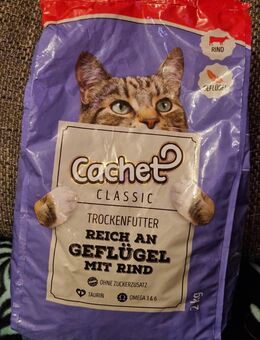 RIND
GEFLÜGEL
Cachet
CLASSIC
TROCKENFUTTER
REICH AN
GEFLÜGEL
MIT RIND
OHNE ZUCKERZUSATZ
TAURIN
OMEGA 3 & 6
2 kg